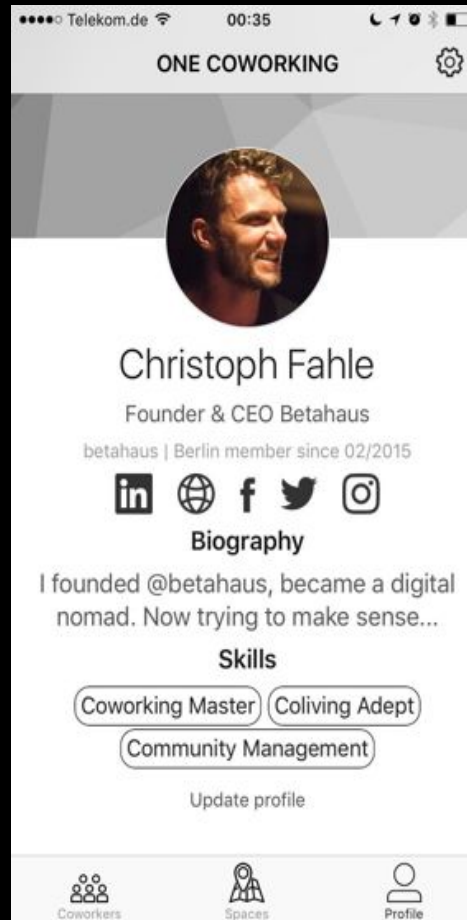 Telekom.de 00:35
ONE COWORKING
Christoph Fahle
Founder & CEO Betahaus
betahaus | Berlin member since 02/2015
in f
Biography
I founded @betahaus, became a digital
nomad. Now trying to make sense...
Skills
Coworking Master Coliving Adept
Community Management
Update profile
Coworkers Spaces Profile